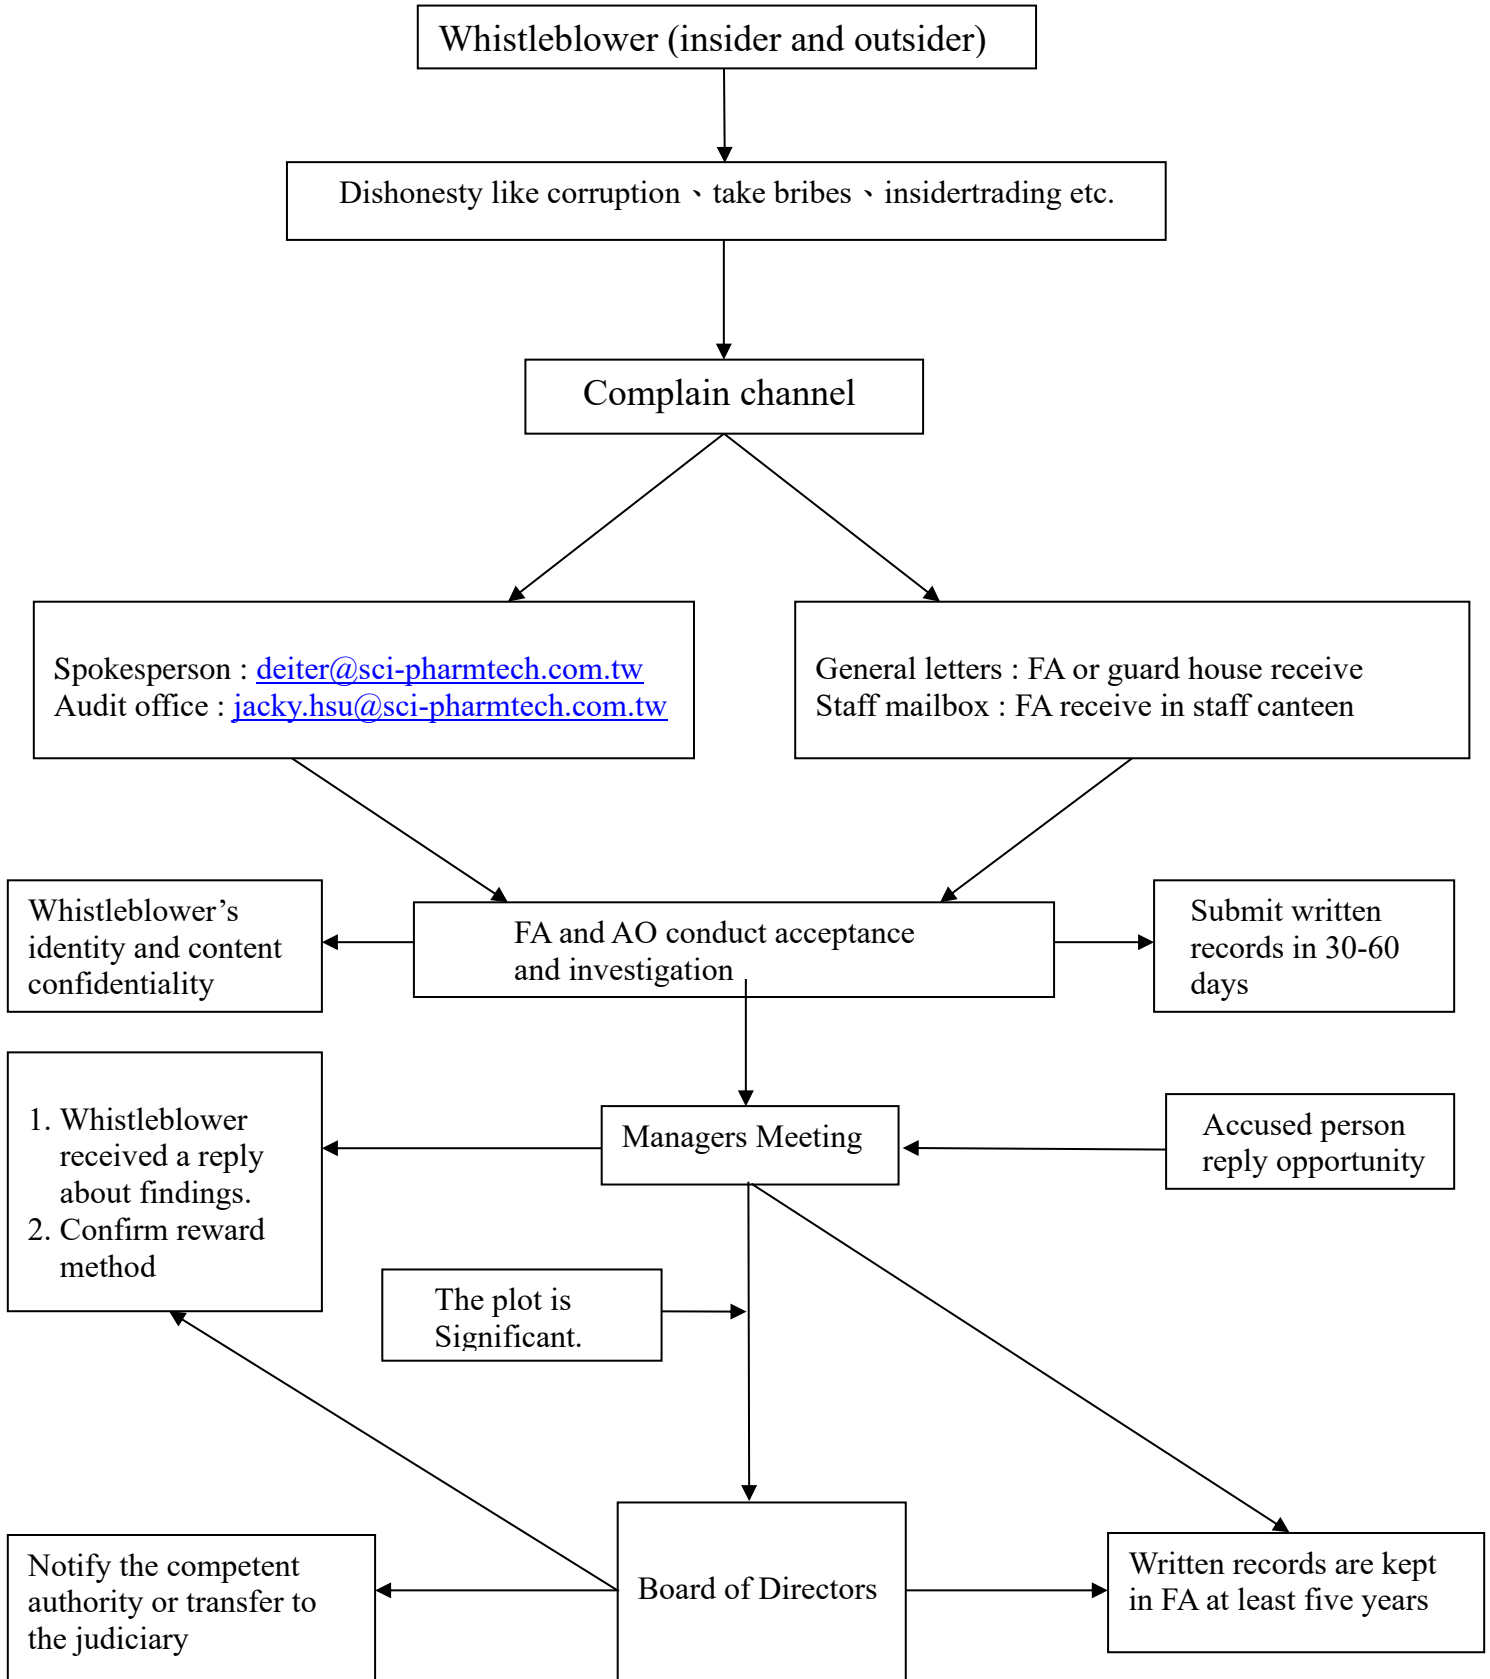 Whistleblower (insider and outsider)
Dishonesty like corruption、take bribes、insidertrading etc.
Complain channel
Spokesperson : deiter@sci-pharmtech.com.tw
Audit office : jacky.hsu@sci-pharmtech.com.tw
General letters : FA or guard house receive
Staff mailbox : FA receive in staff canteen
Whistleblower’s
identity and content
confidentiality
FA and AO conduct acceptance
and investigation
Submit written
records in 30-60
days
1. Whistleblower
received a reply
about findings.
2. Confirm reward
method
Managers Meeting
Accused person
reply opportunity
The plot is
Significant.
Notify the competent
authority or transfer to
the judiciary
Board of Directors
Written records are kept
in FA at least five years